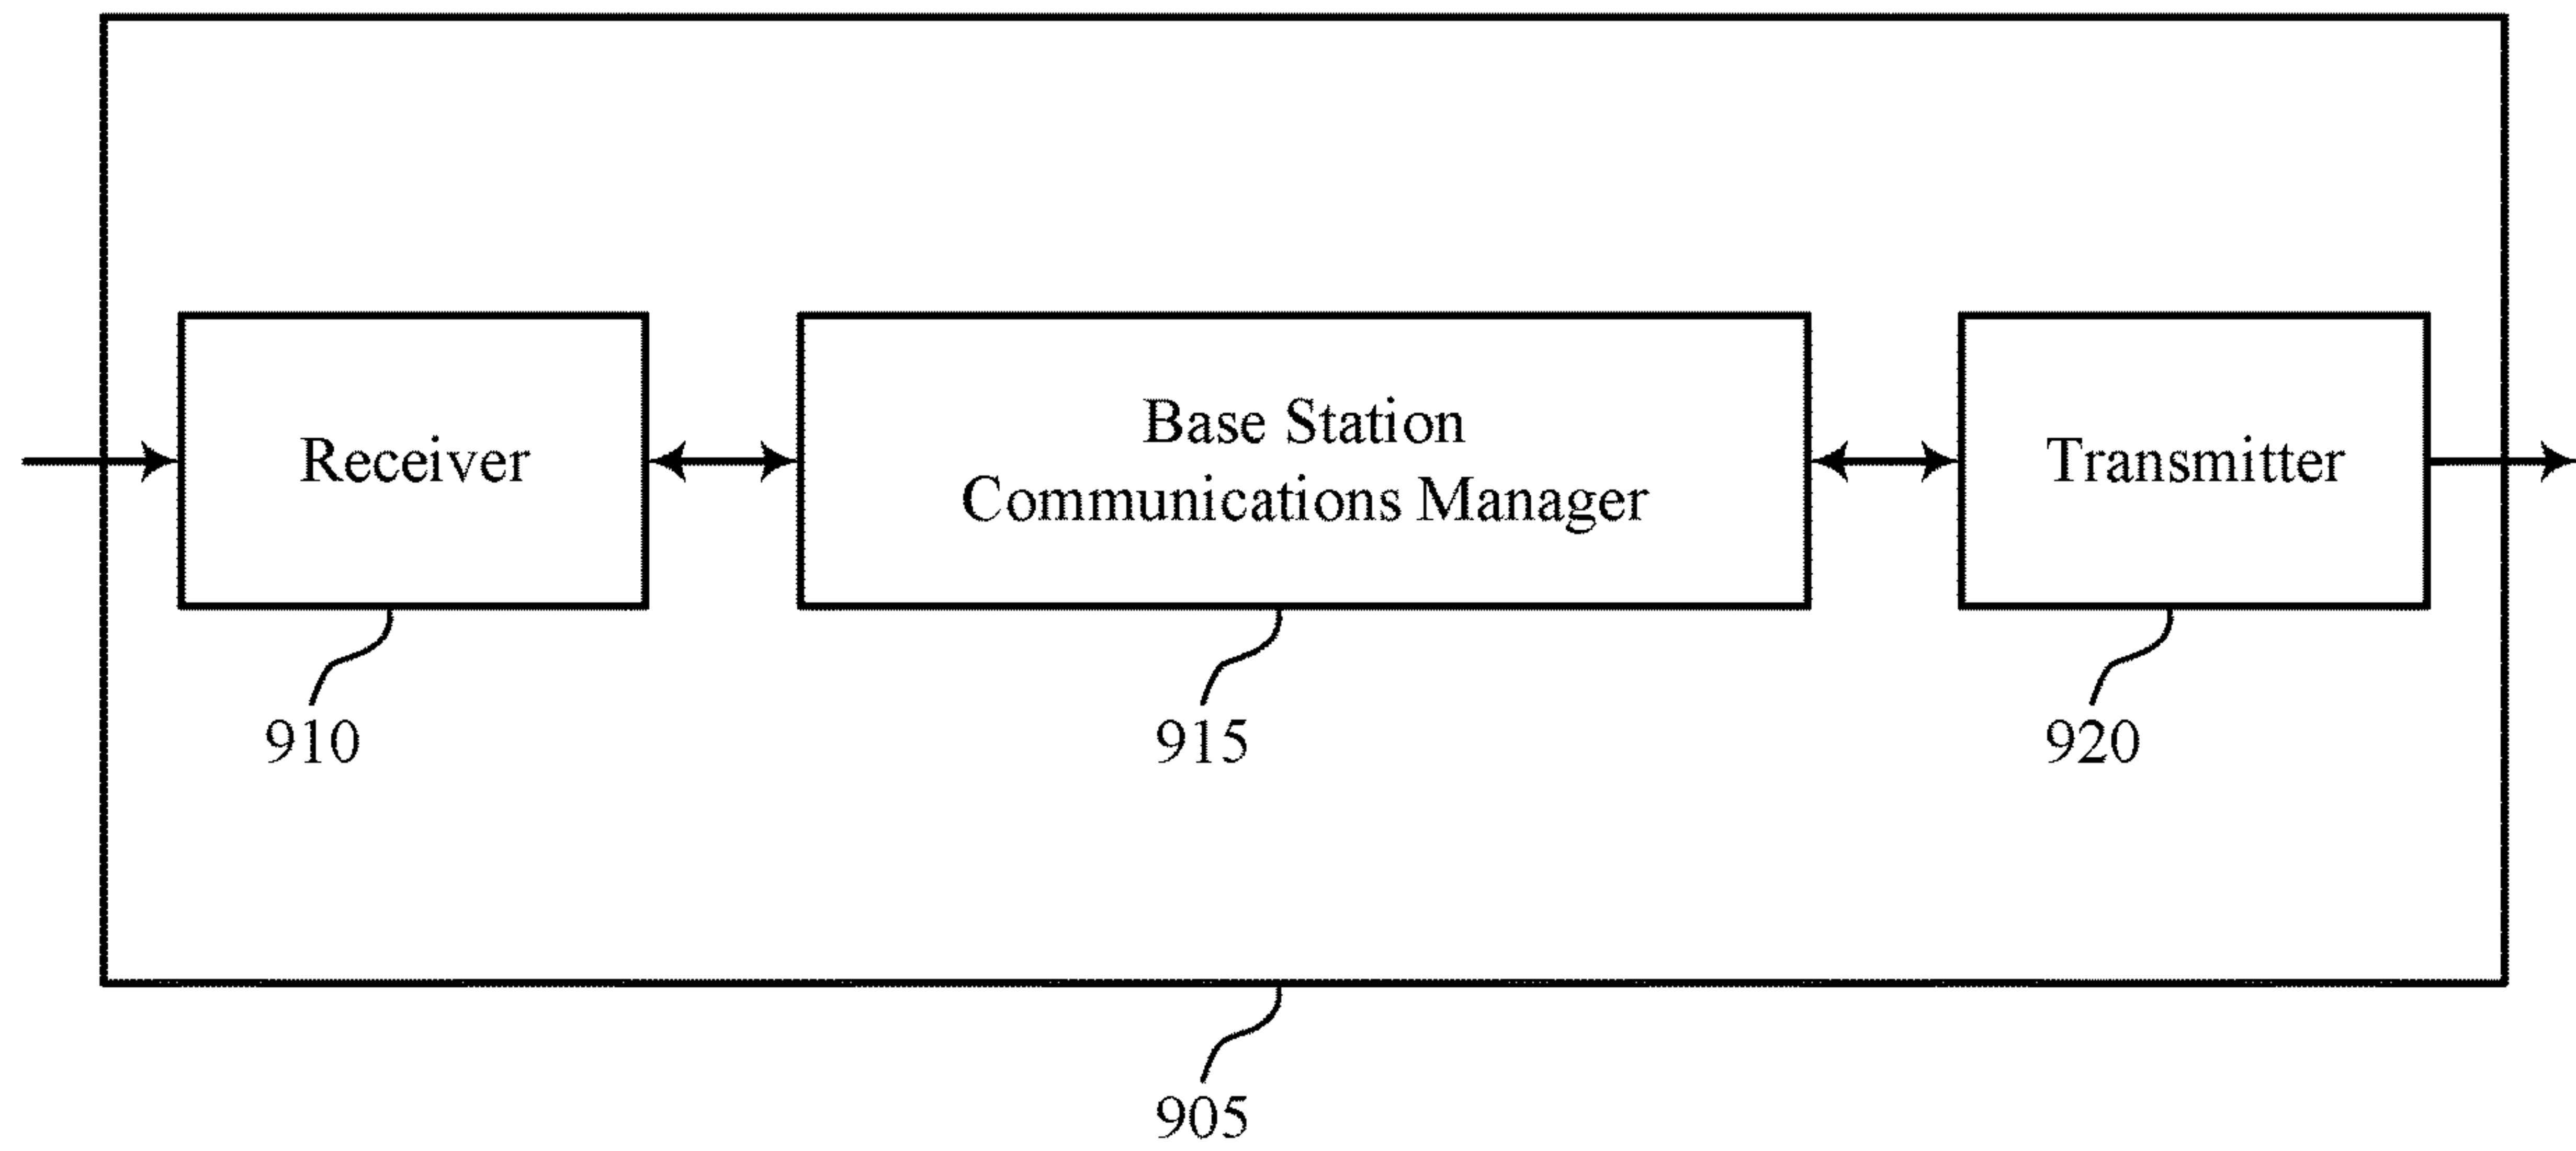 Receiver
Base Station
Communications Manager
Transmitter
910
915
920
905